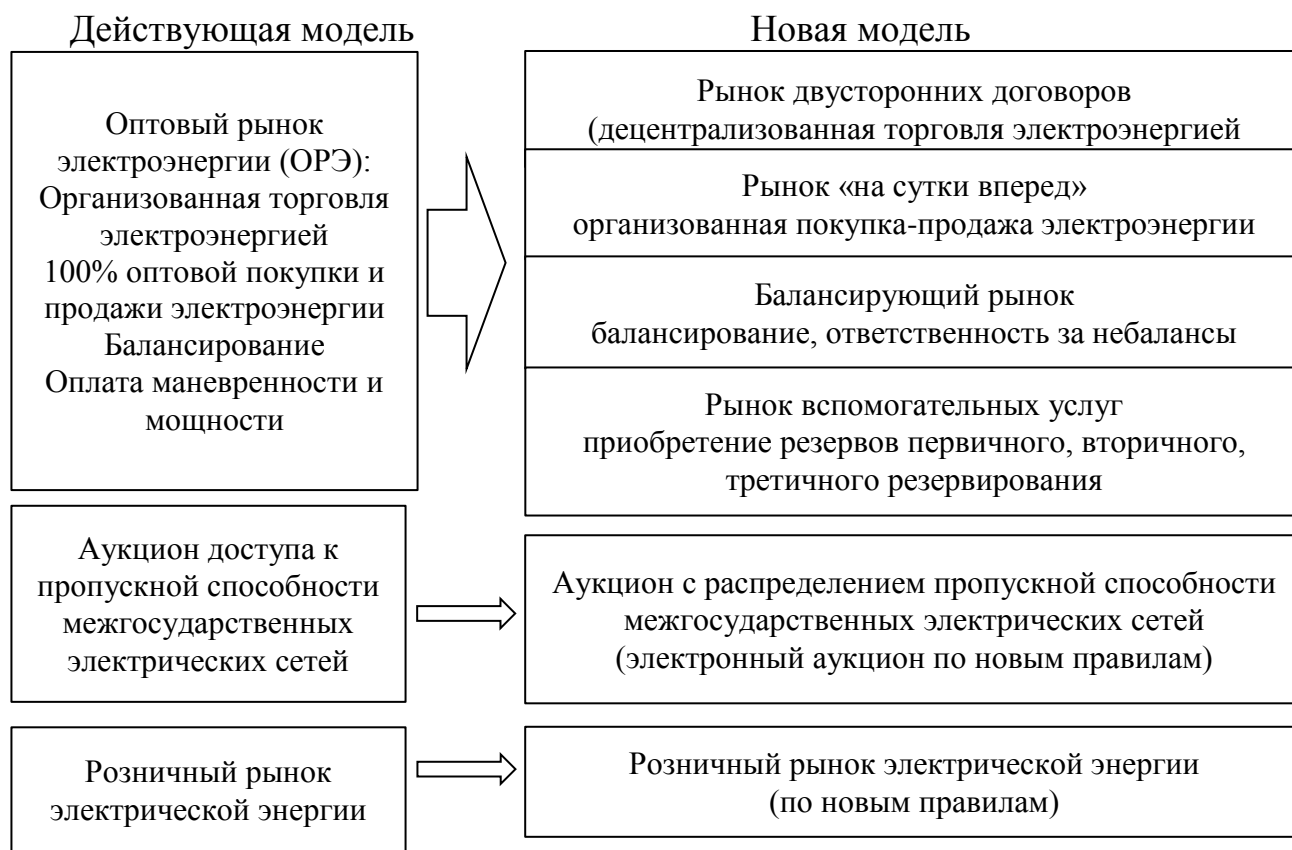 Действующая модель
Новая модель
Оптовый рынок
электроэнергии (ОРЭ):
Организованная торговля
электроэнергией
100% оптовой покупки и
продажи электроэнергии
Балансирование
Оплата маневренности и
мощности
Рынок двусторонних договоров
(децентрализованная торговля электроэнергией
Рынок «на сутки вперед»
организованная покупка-продажа электроэнергии
Балансирующий рынок
балансирование, ответственность за небалансы
Рынок вспомогательных услуг
приобретение резервов первичного, вторичного,
третичного резервирования
Аукцион доступа к
пропускной способности
межгосударственных
электрических сетей
Аукцион с распределением пропускной способности
межгосударственных электрических сетей
(электронный аукцион по новым правилам)
Розничный рынок
электрической энергии
Розничный рынок электрической энергии
(по новым правилам)